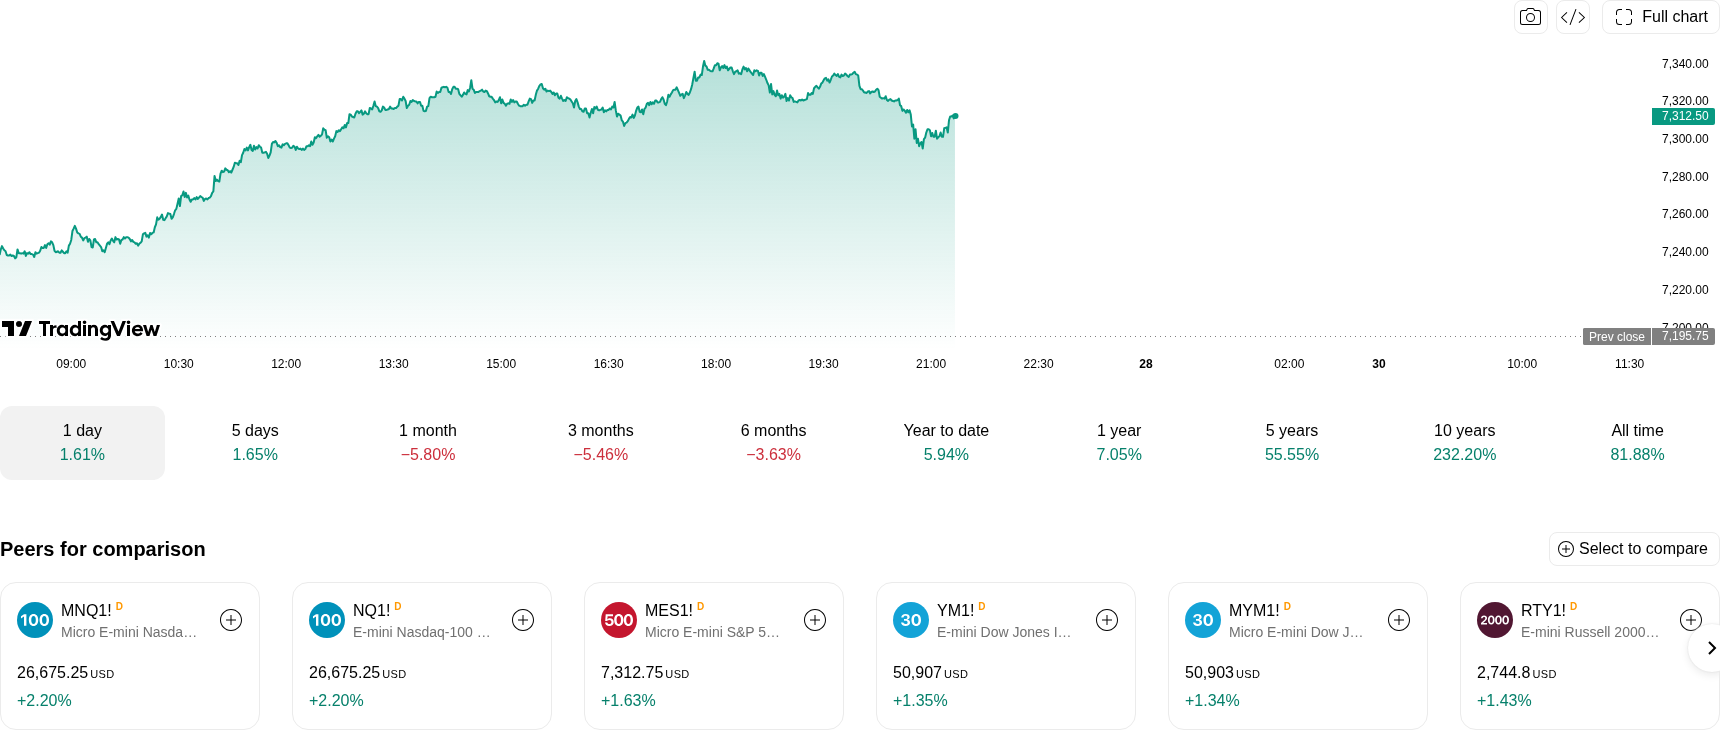 Full chart
7,340.00
7,320.00
7,312.50
7,300.00
7,280.00
7,260.00
7,240.00
7,220.00
7,200.00
Prev close 7,195.75
TradingView
09:00 10:30 12:00 13:30 15:00 16:30 18:00 19:30 21:00 22:30 28 02:00 30 10:00 11:30
1 day 5 days 1 month 3 months 6 months Year to date 1 year 5 years 10 years All time
1.61% 1.65% −5.80% −5.46% −3.63% 5.94% 7.05% 55.55% 232.20% 81.88%
Peers for comparison
Select to compare
100 MNQ1! D
Micro E-mini Nasda…
26,675.25 USD
+2.20%
100 NQ1! D
E-mini Nasdaq-100 …
26,675.25 USD
+2.20%
500 MES1! D
Micro E-mini S&P 5…
7,312.75 USD
+1.63%
30 YM1! D
E-mini Dow Jones I…
50,907 USD
+1.35%
30 MYM1! D
Micro E-mini Dow J…
50,903 USD
+1.34%
2000 RTY1! D
E-mini Russell 2000…
2,744.8 USD
+1.43%